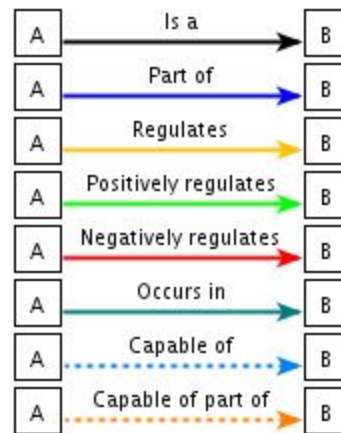 A Is a B
A Part of B
A Regulates B
A Positively regulates B
A Negatively regulates B
A Occurs in B
A Capable of B
A Capable of part of B